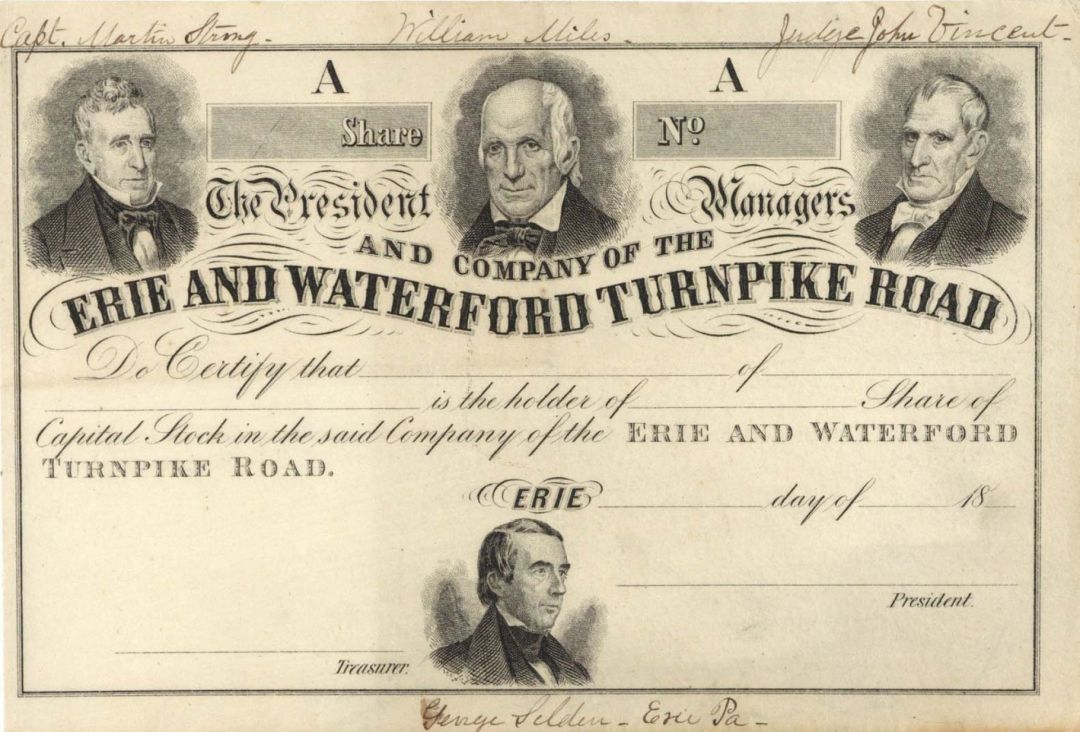 Capt. Martin Strong. William Miles. Judge John Vincent.
A A
Share No
The President Managers
AND COMPANY OF THE
ERIE AND WATERFORD TURNPIKE ROAD
Do Certify that of
is the holder of Share of
Capital Stock in the said Company of the ERIE AND WATERFORD
TURNPIKE ROAD.
ERIE day of 18
President.
Treasurer.
George Selden - Erie Pa -